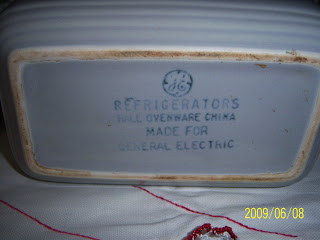 GE
REFRIGERATORS
HALL OVENWARE CHINA
MADE FOR
GENERAL ELECTRIC
2009/06/08